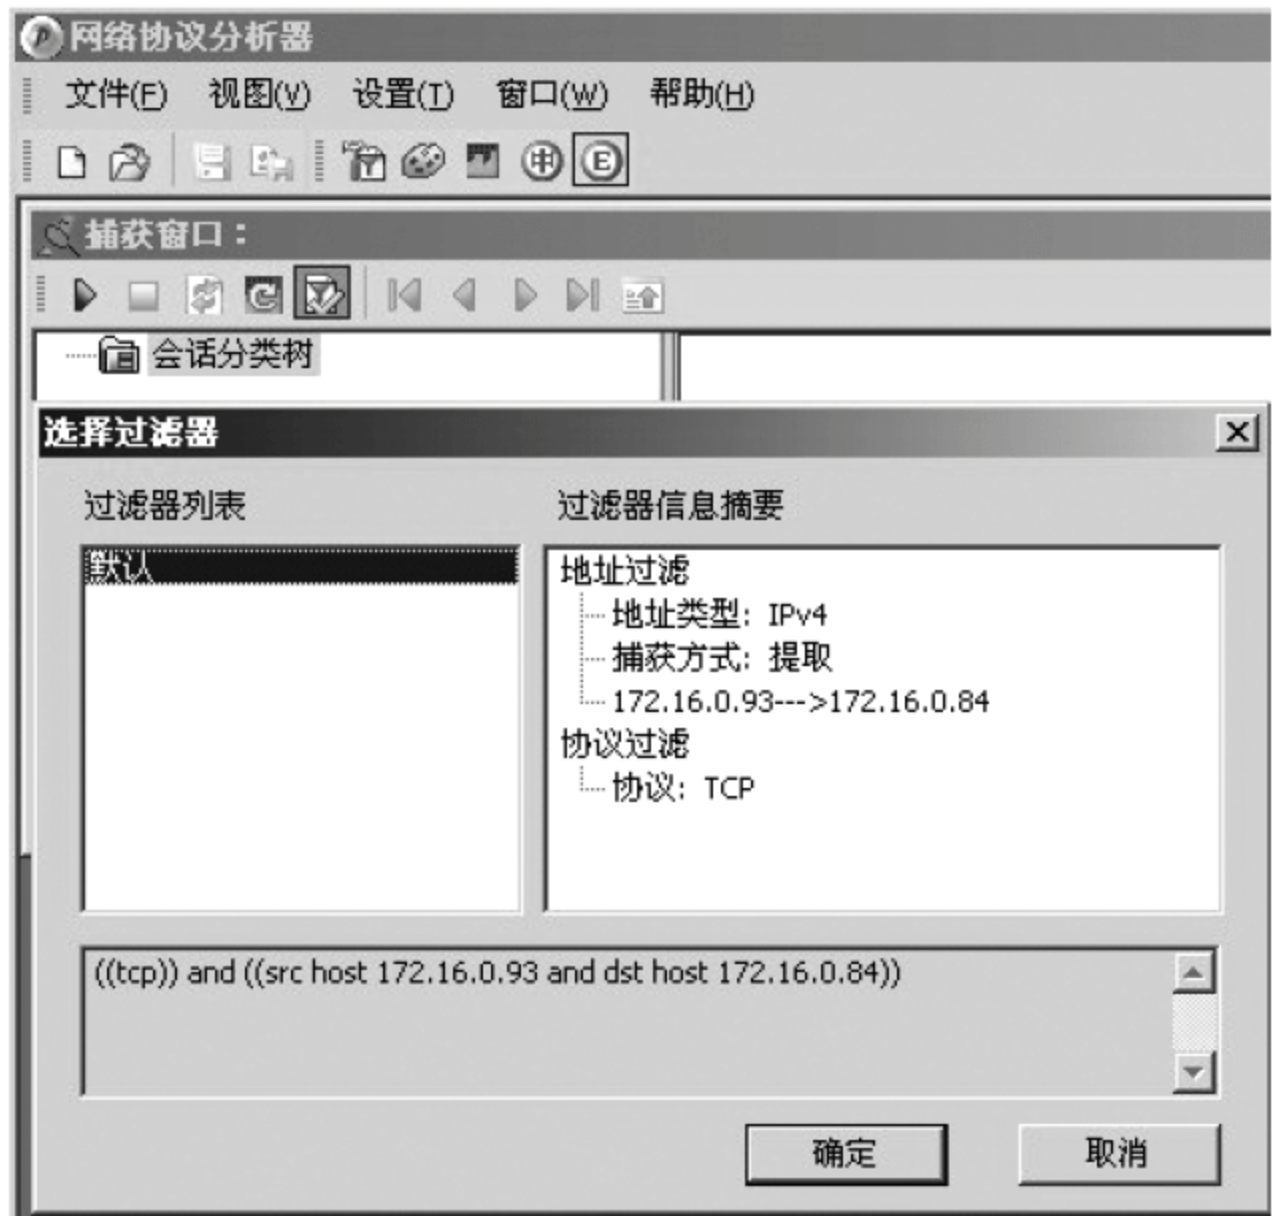 网络协议分析器
文件(F) 视图(V) 设置(T) 窗口(W) 帮助(H)
捕获窗口：
会话分类树
选择过滤器
过滤器列表
默认
过滤器信息摘要
地址过滤
地址类型: IPv4
捕获方式: 提取
172.16.0.93--->172.16.0.84
协议过滤
协议: TCP
((tcp)) and ((src host 172.16.0.93 and dst host 172.16.0.84))
确定 取消